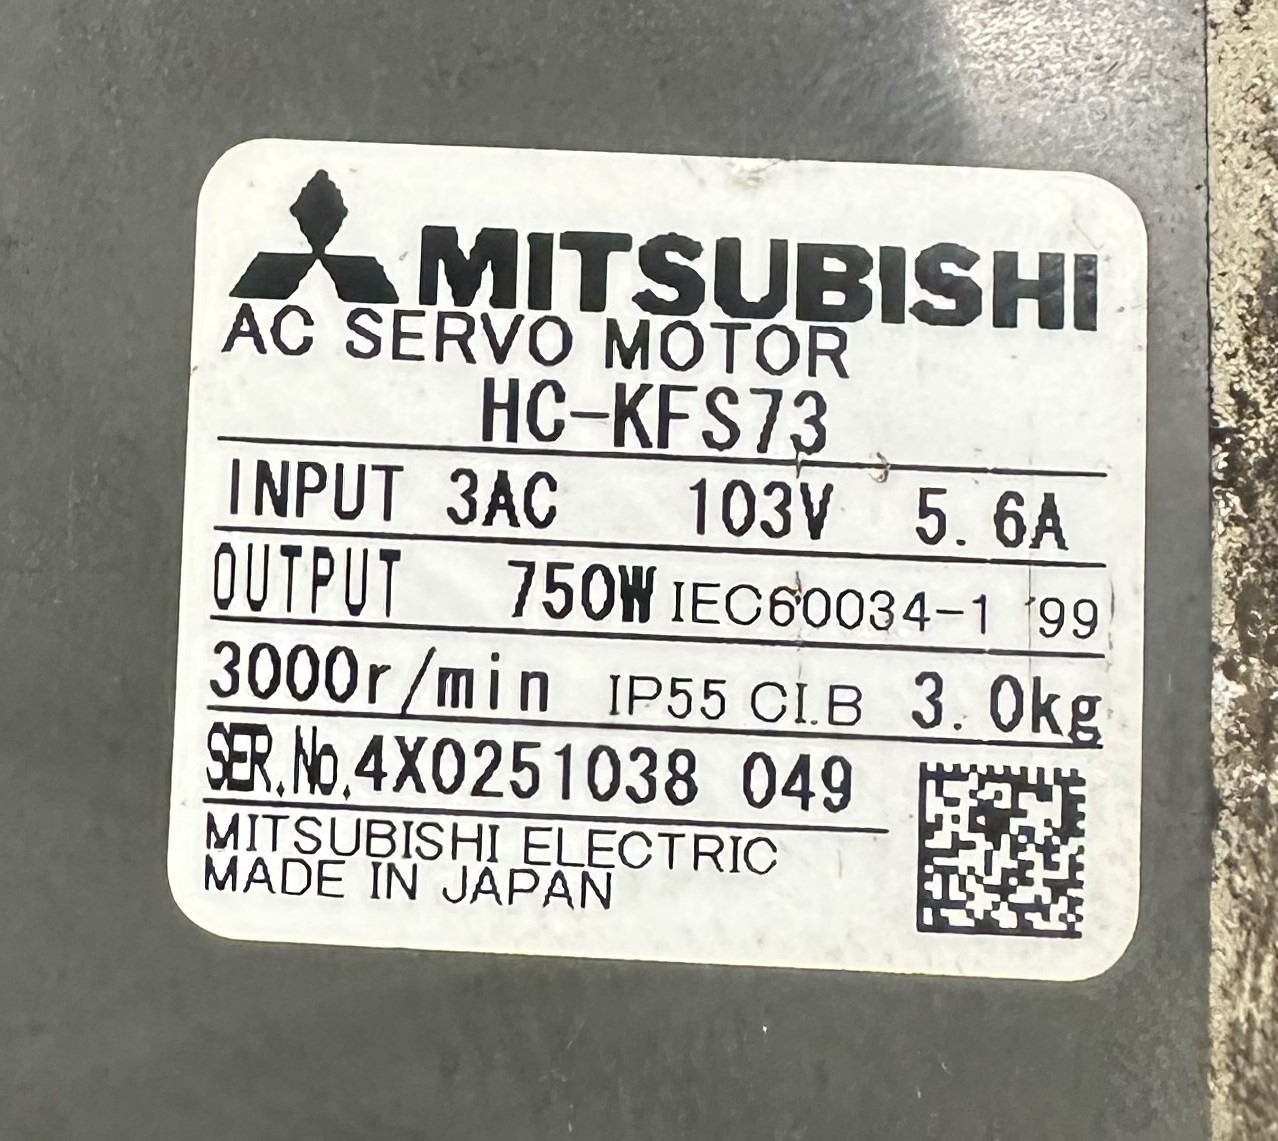 MITSUBISHI
AC SERVO MOTOR
HC-KFS73
INPUT 3AC 103V 5.6A
OUTPUT 750W IEC60034-1 '99
3000r/min IP55 CI.B 3.0kg
SER.No.4X0251038 049
MITSUBISHI ELECTRIC
MADE IN JAPAN